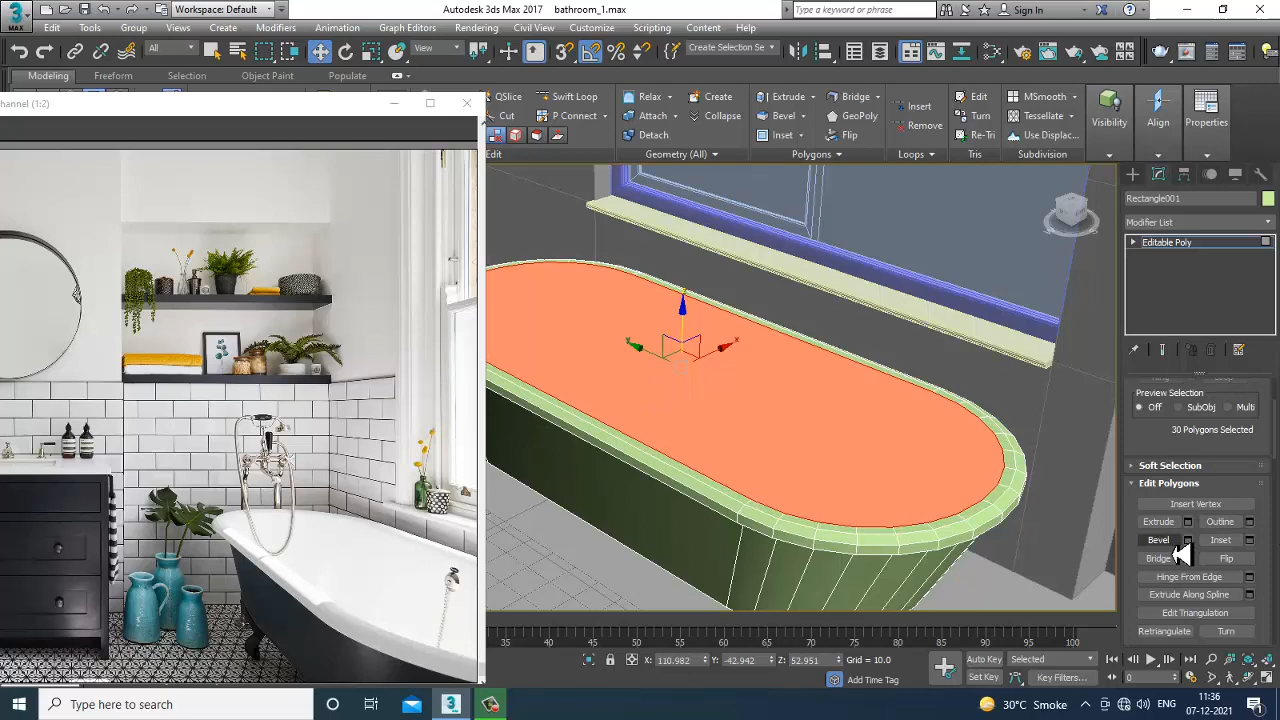 MAX
Workspace: Default
Autodesk 3ds Max 2017
bathroom_1.max
Type a keyword or phrase
Sign In
Edit
Tools
Group
Views
Create
Modifiers
Animation
Graph Editors
Rendering
Civil View
Customize
Scripting
Content
Help
All
View
Create Selection Se
Modeling
Freeform
Selection
Object Paint
Populate
hannel (1:2)
QSlice
Swift Loop
Relax
Create
Extrude
Bridge
Insert
Edit
MSmooth
Cut
P Connect
Attach
Collapse
Bevel
GeoPoly
Remove
Turn
Tessellate
Detach
Inset
Flip
Re-Tri
Use Displac...
Visibility
Align
Properties
Edit
Geometry (All)
Polygons
Loops
Tris
Subdivision
Rectangle001
Modifier List
Editable Poly
Preview Selection
Off
SubObj
Multi
30 Polygons Selected
Soft Selection
Edit Polygons
Insert Vertex
Extrude
Outline
Bevel
Inset
Bridge
Flip
Hinge From Edge
Extrude Along Spline
Edit Triangulation
Retriangulate
Turn
x
35 40 45 50 55 60 65 70 75 80 85 90 95 100
X: 110.982
Y: -42.942
Z: 52.951
Grid = 10.0
Add Time Tag
Auto Key
Selected
Set Key
Key Filters...
0
Type here to search
3
MAX
30°C Smoke
ENG
11:36
07-12-2021
1